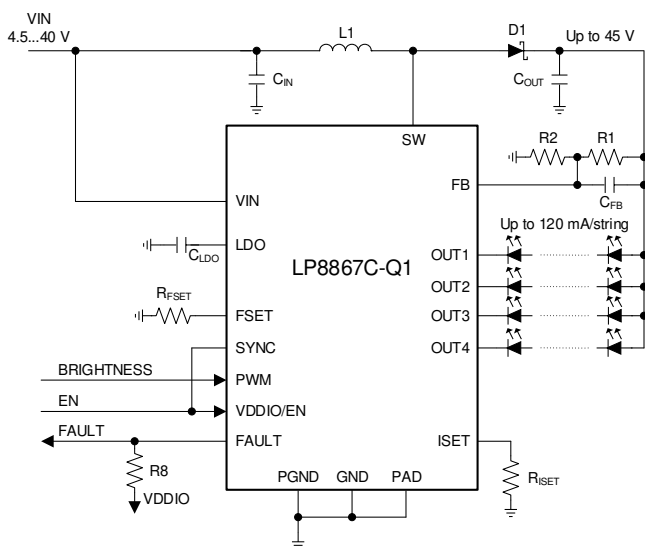 VIN
4.5...40 V
L1
D1
Up to 45 V
CIN
COUT
SW
R2
R1
FB
CFB
VIN
Up to 120 mA/string
CLDO
LDO
LP8867C-Q1
OUT1
OUT2
RFSET
FSET
OUT3
SYNC
OUT4
BRIGHTNESS
PWM
EN
VDDIO/EN
FAULT
FAULT
ISET
R8
PGND
GND
PAD
RISET
VDDIO